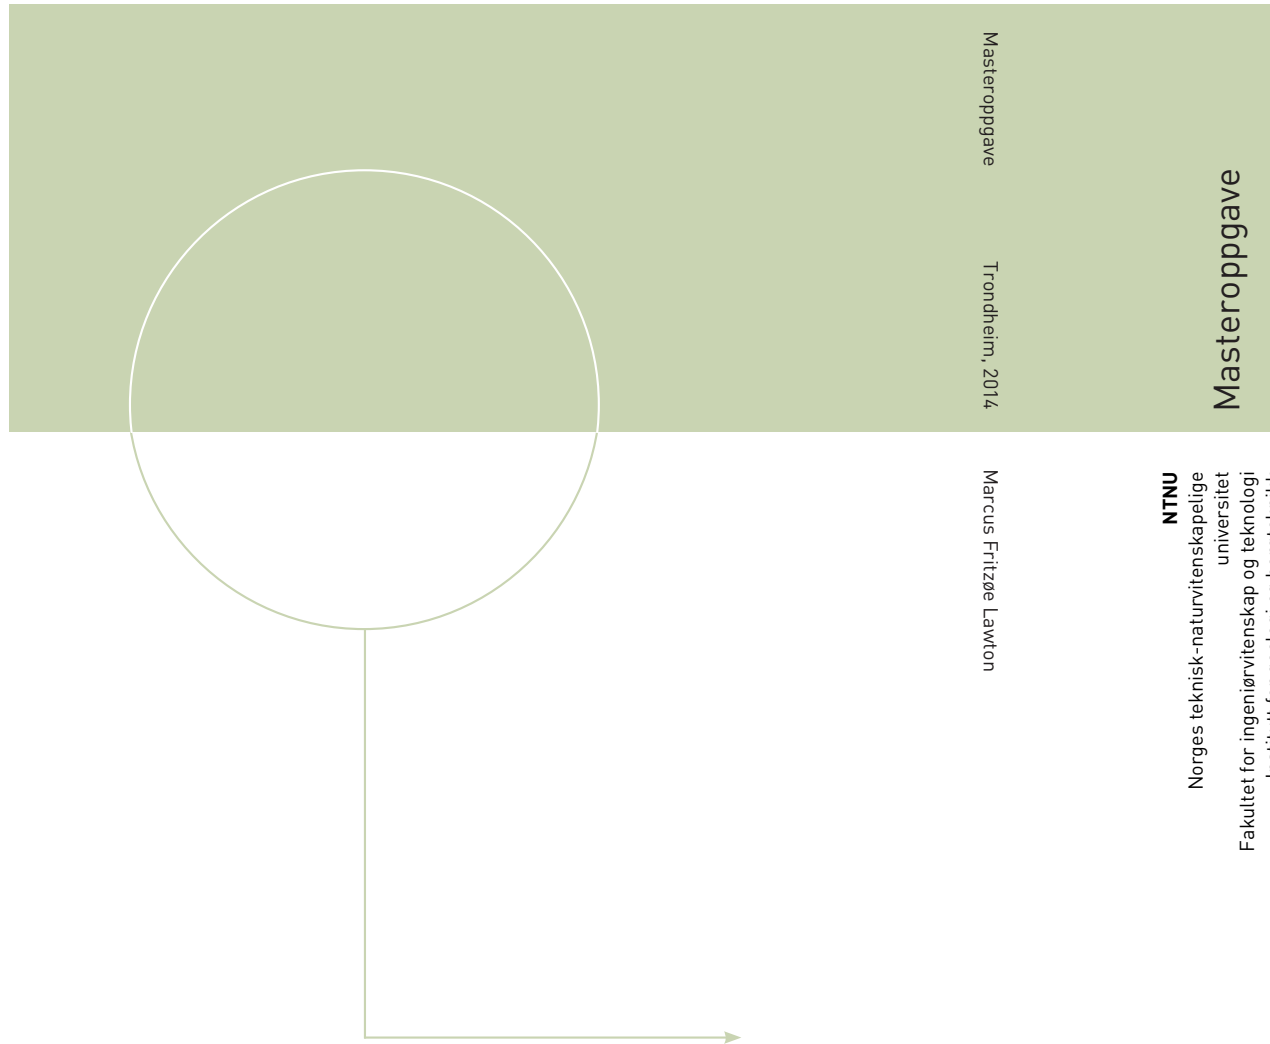 Masteroppgave
Trondheim, 2014
Marcus Fritzøe Lawton
Masteroppgave
NTNU
Norges teknisk-naturvitenskapelige
universitet
Fakultet for ingeniørvitenskap og teknologi